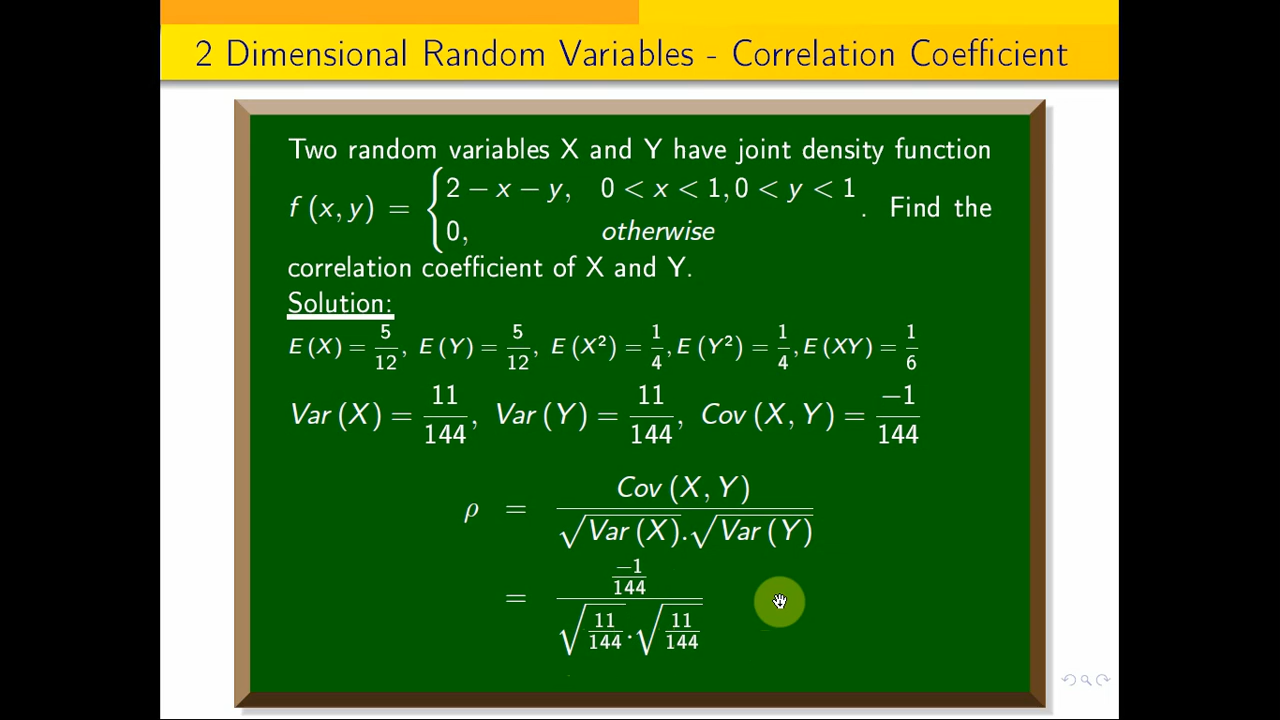 2 Dimensional Random Variables - Correlation Coefficient
Two random variables X and Y have joint density function
f (x, y) = { 2 − x − y, 0 < x < 1, 0 < y < 1
0, otherwise . Find the
correlation coefficient of X and Y.
Solution:
E (X) = 5/12, E (Y) = 5/12, E (X²) = 1/4, E (Y²) = 1/4, E (XY) = 1/6
Var (X) = 11/144, Var (Y) = 11/144, Cov (X, Y) = −1/144
ρ = Cov (X, Y) / √Var (X).√Var (Y)
= −1/144 / √11/144.√11/144